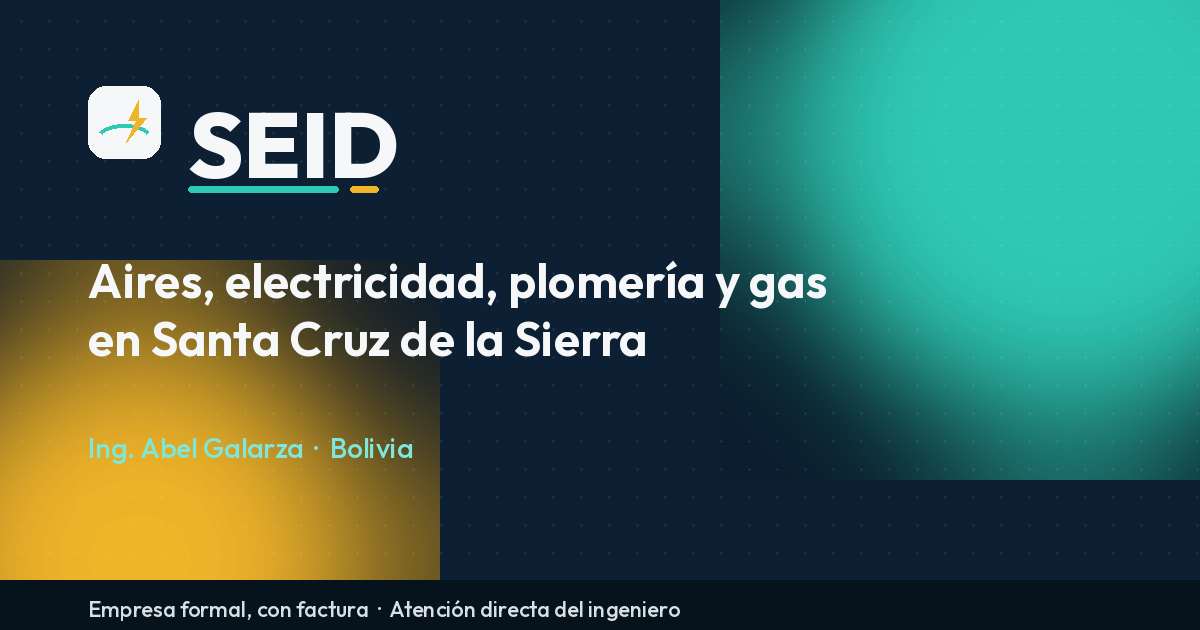 SEID
Aires, electricidad, plomería y gas
en Santa Cruz de la Sierra
Ing. Abel Galarza · Bolivia
Empresa formal, con factura · Atención directa del ingeniero